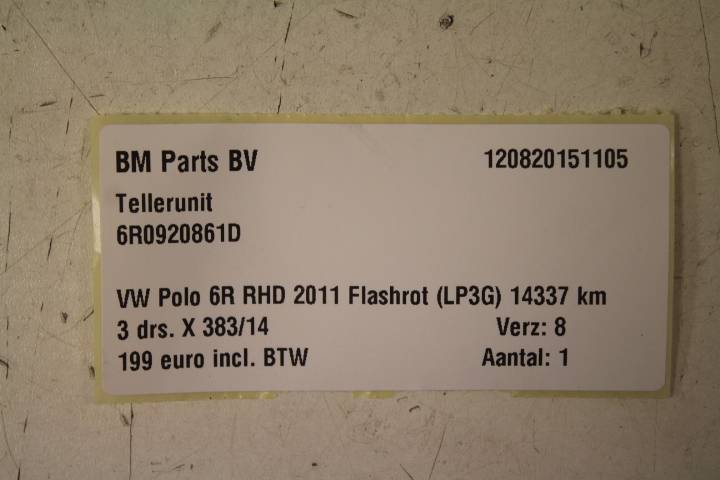 BM Parts BV 120820151105
Tellerunit
6R0920861D
VW Polo 6R RHD 2011 Flashrot (LP3G) 14337 km
3 drs. X 383/14 Verz: 8
199 euro incl. BTW Aantal: 1